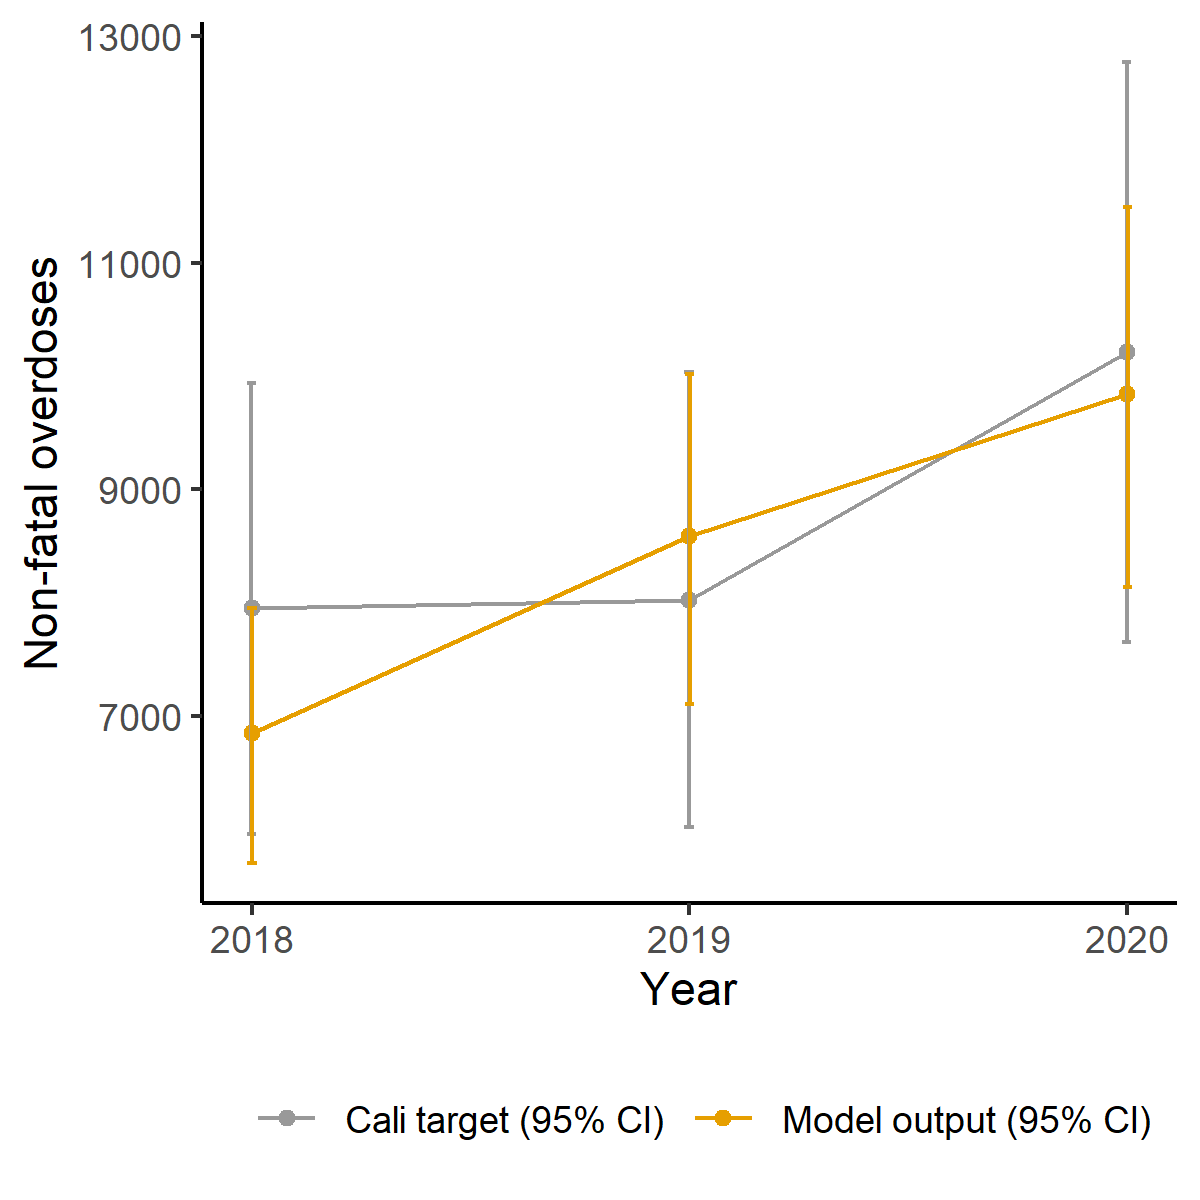 13000
11000
9000
7000
Non-fatal overdoses
2018 2019 2020
Year
Cali target (95% CI) Model output (95% CI)